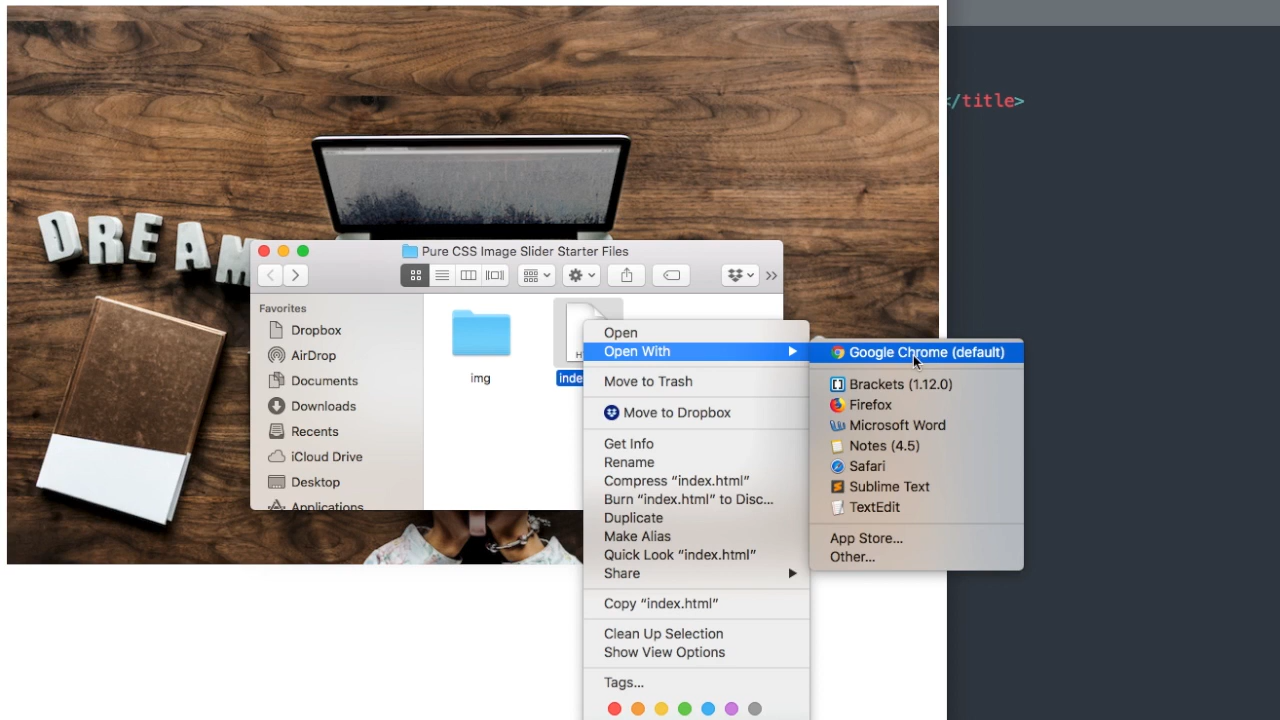 </title>
DREAM
Pure CSS Image Slider Starter Files
Favorites
Dropbox
AirDrop
Documents
Downloads
Recents
iCloud Drive
Desktop
Applications
img
Open
Open With
Move to Trash
Move to Dropbox
Get Info
Rename
Compress “index.html”
Burn “index.html” to Disc...
Duplicate
Make Alias
Quick Look “index.html”
Share
Copy “index.html”
Clean Up Selection
Show View Options
Tags...
Google Chrome (default)
Brackets (1.12.0)
Firefox
Microsoft Word
Notes (4.5)
Safari
Sublime Text
TextEdit
App Store...
Other...